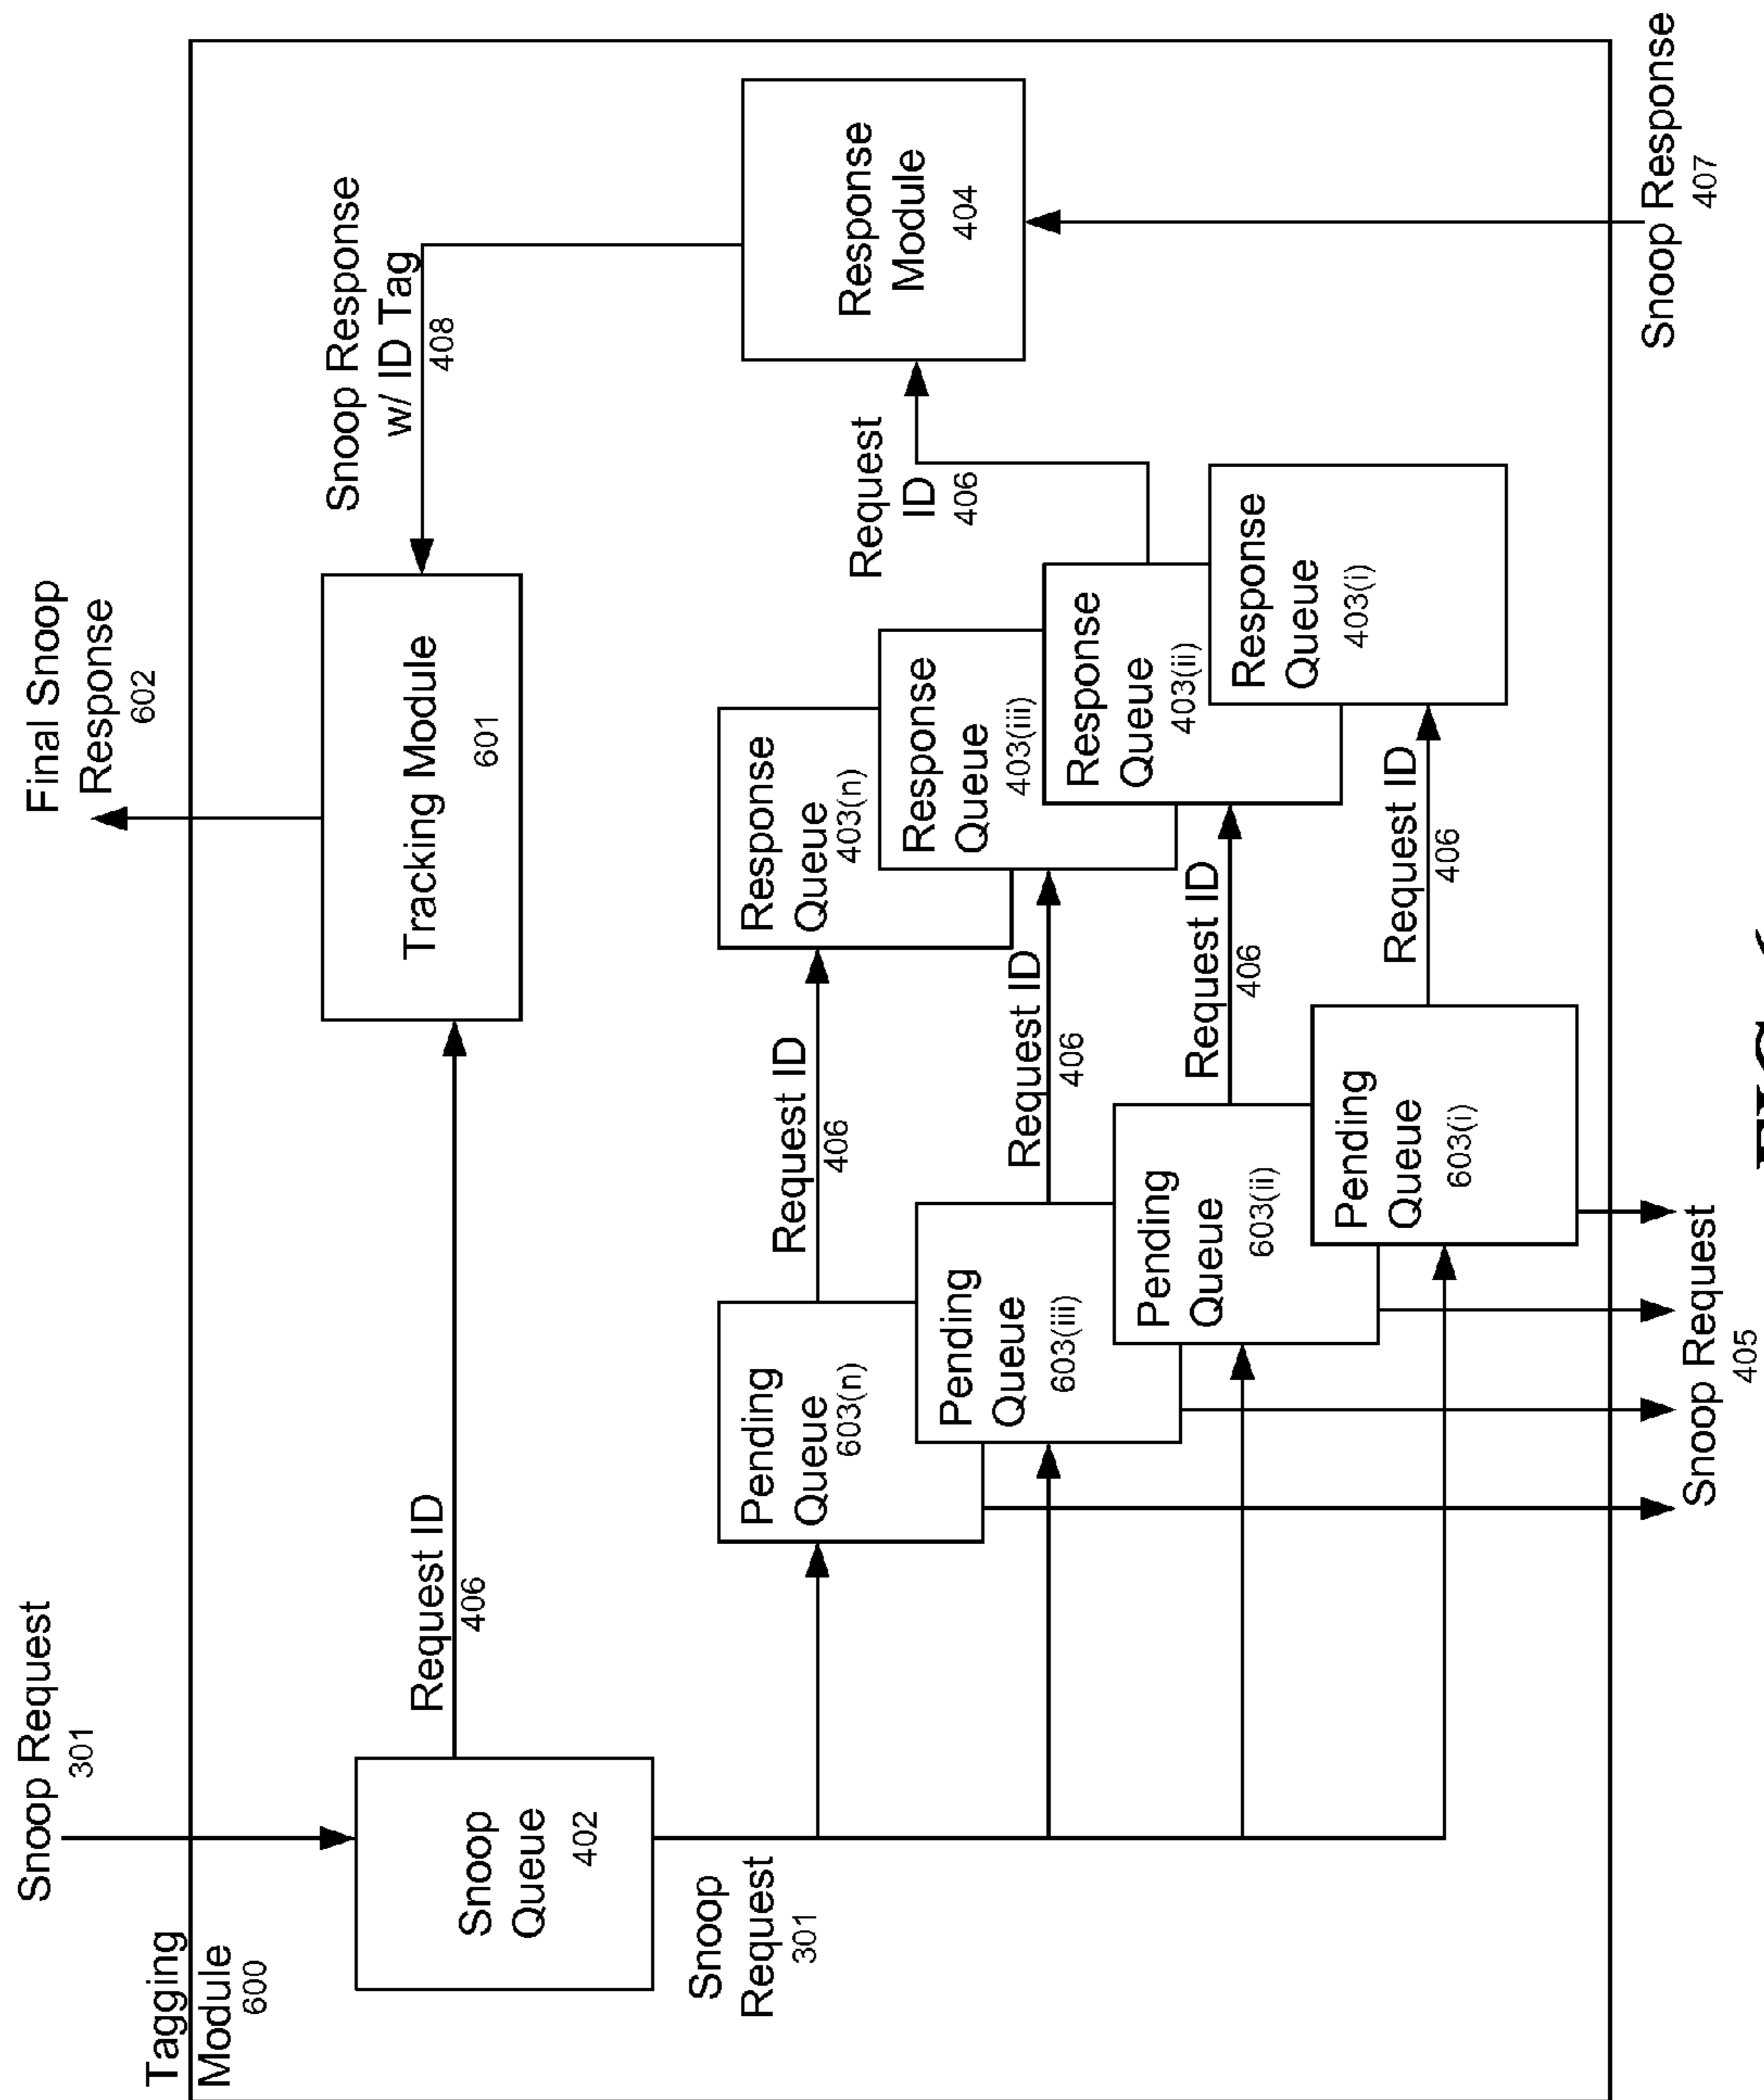 Tagging
Module
600
Snoop Request
301
Final Snoop
Response
602
Snoop
Queue
402
Request ID
406
Tracking Module
601
Snoop Response
w/ ID Tag
408
Snoop
Request
301
Pending
Queue
603(n)
Request ID
406
Response
Queue
403(n)
Pending
Queue
603(iii)
Request ID
406
Response
Queue
403(iii)
Pending
Queue
603(ii)
Request ID
406
Response
Queue
403(ii)
Pending
Queue
603(i)
Request ID
406
Response
Queue
403(i)
Request
ID
406
Response
Module
404
Snoop Request
405
Snoop Response
407